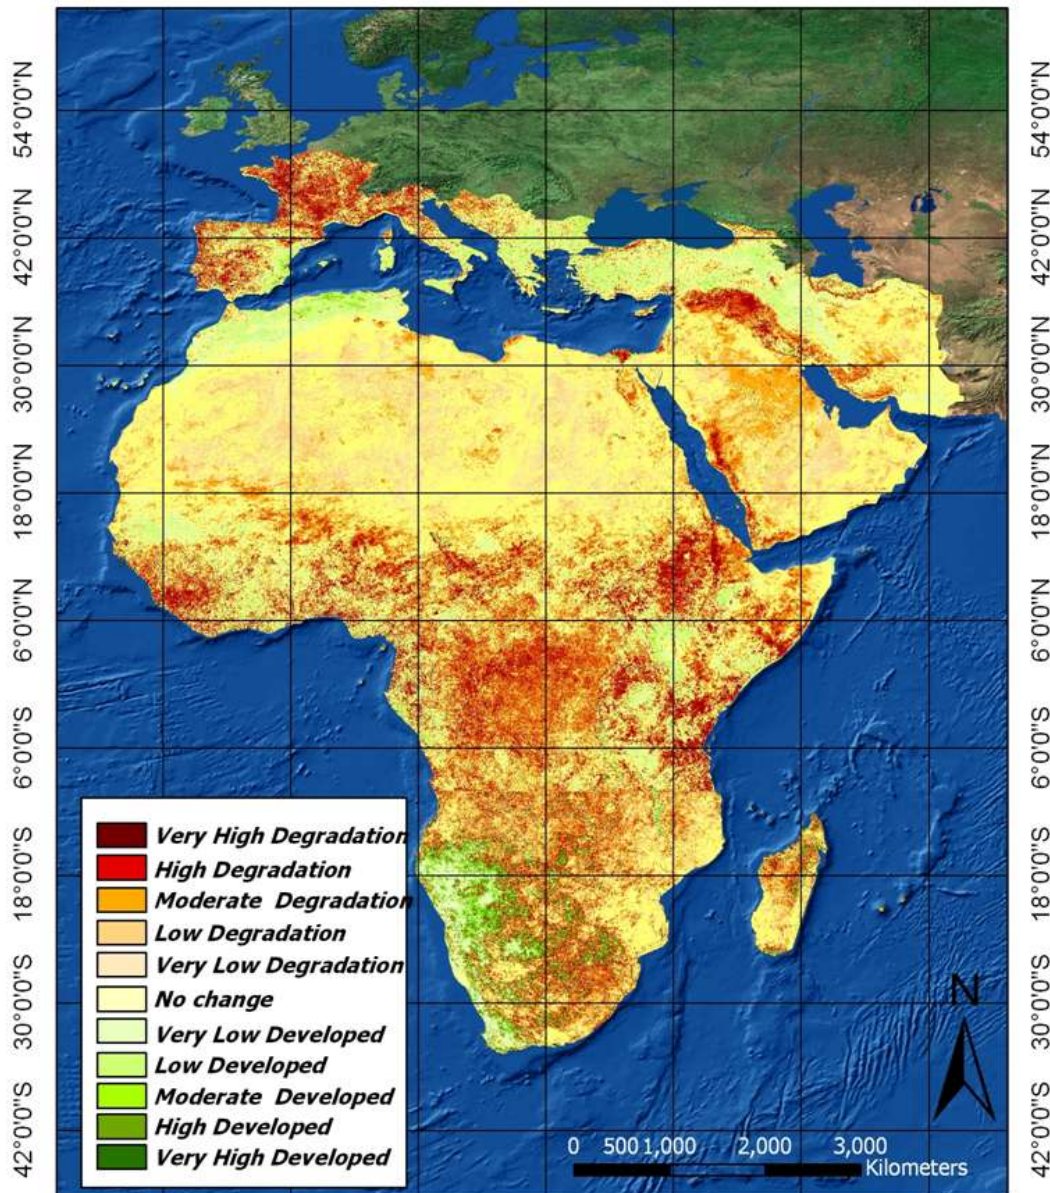 54°0'0"N
42°0'0"N
30°0'0"N
18°0'0"N
6°0'0"N
6°0'0"S
18°0'0"S
30°0'0"S
42°0'0"S
54°0'0"N
42°0'0"N
30°0'0"N
18°0'0"N
6°0'0"N
6°0'0"S
18°0'0"S
30°0'0"S
42°0'0"S
Very High Degradation
High Degradation
Moderate Degradation
Low Degradation
Very Low Degradation
No change
Very Low Developed
Low Developed
Moderate Developed
High Developed
Very High Developed
N
0 500 1,000 2,000 3,000
Kilometers